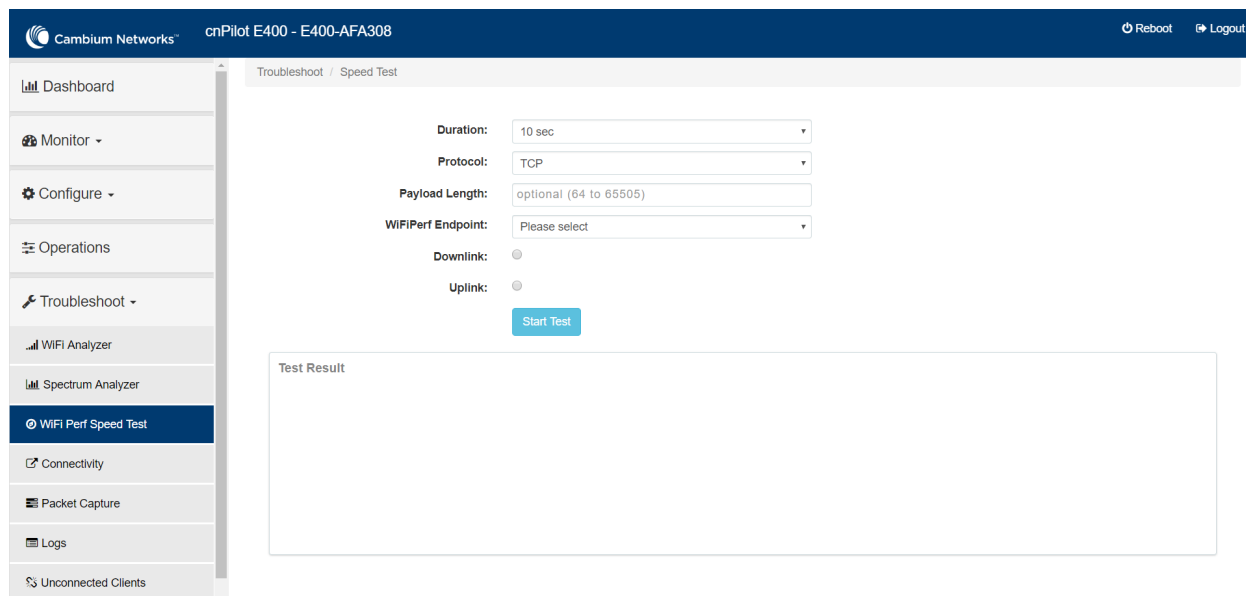 Cambium Networks™
cnPilot E400 - E400-AFA308
Reboot
Logout
Dashboard
Monitor
Configure
Operations
Troubleshoot
WiFi Analyzer
Spectrum Analyzer
WiFi Perf Speed Test
Connectivity
Packet Capture
Logs
Unconnected Clients
Troubleshoot / Speed Test
Duration: 10 sec
Protocol: TCP
Payload Length: optional (64 to 65505)
WiFiPerf Endpoint: Please select
Downlink:
Uplink:
Start Test
Test Result